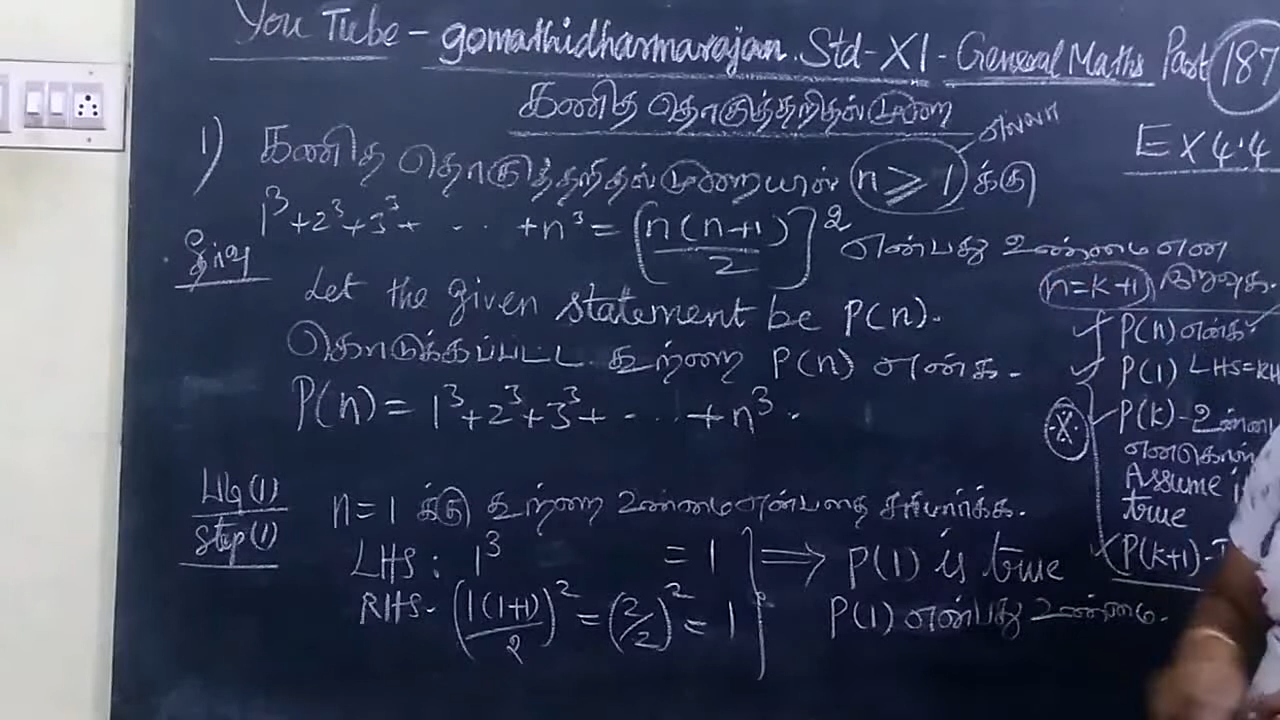 You Tube - gomathidharmarajan. Std - XI - General Maths Part 187
கணித தொகுத்தறிதல் முறை
EX 4.4
1) கணித தொகுத்தறிதல் முறையால் n ≥ 1 க்கு
எல்லா
1³+2³+3³+ - . . . +n³ = [n(n+1)/2]² என்பது உண்மை என
நிறுவுக.
தீர்வு
Let the given statement be P(n).
கொடுக்கப்பட்ட கூற்றை P(n) என்க.
P(n) = 1³+2³+3³+ - . . . +n³.
படி(1)
Step(1)
n=1 க்கு கூற்றை உண்மை என்பதை சரிபார்க்க.
LHS: 1³ = 1 ⟹ P(1) is true
RHS- (1(1+1)/2)² = (2/2)² = 1
P(1) என்பது உண்மை.
n=k+1
P(n) என்க.
P(1) LHS=RH
P(k) -
Assume i
true
P(k+1) - T